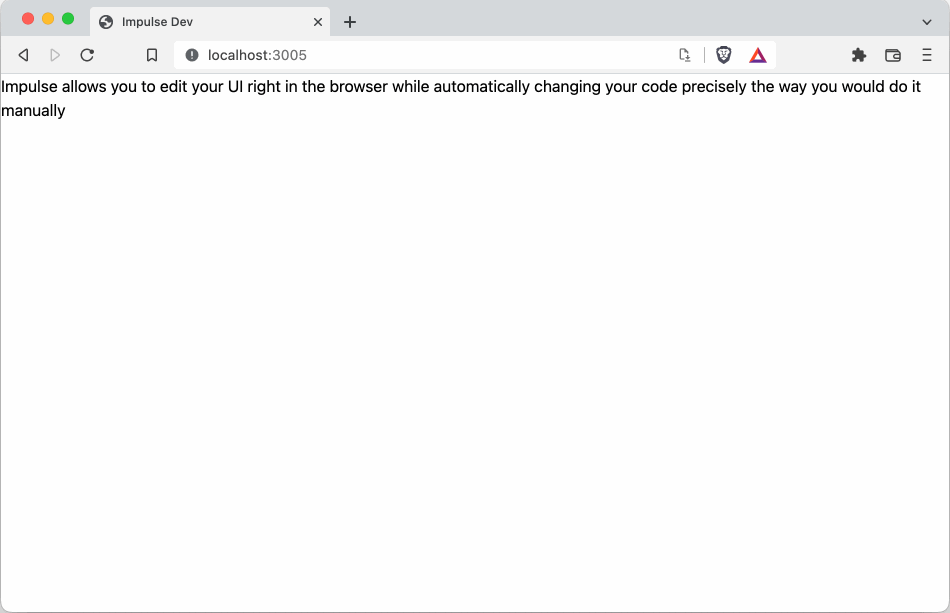 Impulse Dev
localhost:3005
Impulse allows you to edit your UI right in the browser while automatically changing your code precisely the way you would do it
manually